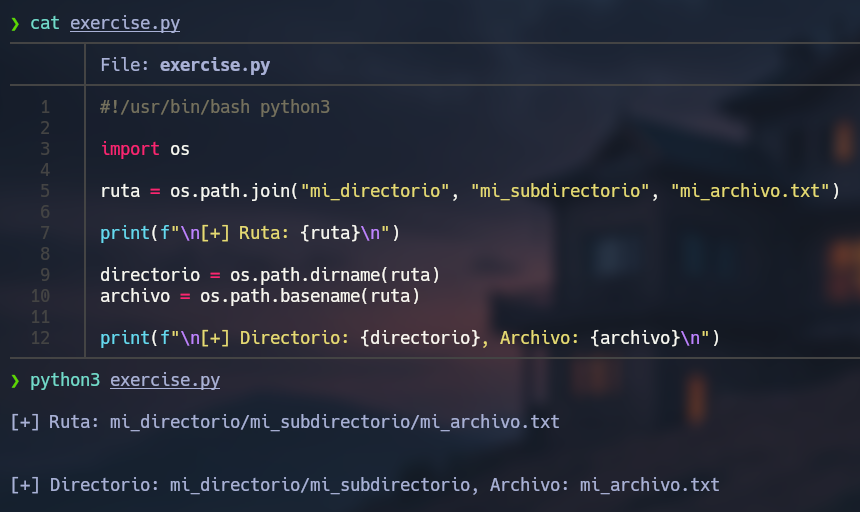 ❯ cat exercise.py
File: exercise.py
1 #!/usr/bin/bash python3
2
3 import os
4
5 ruta = os.path.join("mi_directorio", "mi_subdirectorio", "mi_archivo.txt")
6
7 print(f"\n[+] Ruta: {ruta}\n")
8
9 directorio = os.path.dirname(ruta)
10 archivo = os.path.basename(ruta)
11
12 print(f"\n[+] Directorio: {directorio}, Archivo: {archivo}\n")
❯ python3 exercise.py
[+] Ruta: mi_directorio/mi_subdirectorio/mi_archivo.txt
[+] Directorio: mi_directorio/mi_subdirectorio, Archivo: mi_archivo.txt